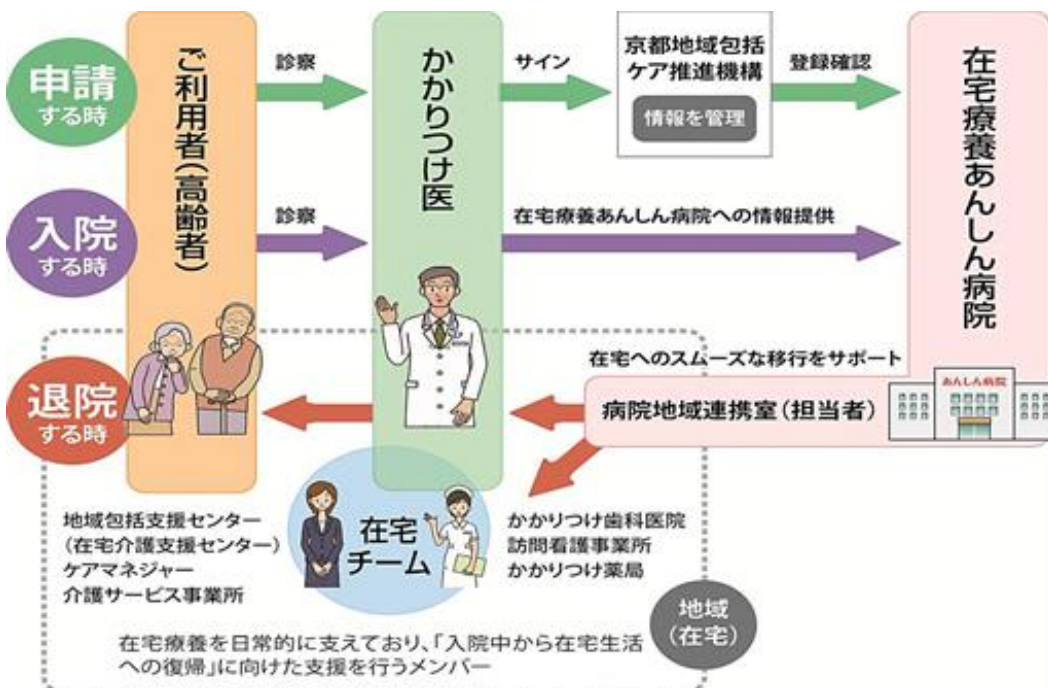 申請
する時
ご利用者(高齢者)
診察
かかりつけ医
サイン
京都地域包括
ケア推進機構
情報を管理
登録確認
在宅療養あんしん病院
入院
する時
診察
在宅療養あんしん病院への情報提供
退院
する時
在宅へのスムーズな移行をサポート
病院地域連携室(担当者)
あんしん病院
地域包括支援センター
(在宅介護支援センター)
ケアマネジャー
介護サービス事業所
在宅
チーム
かかりつけ歯科医院
訪問看護事業所
かかりつけ薬局
地域
(在宅)
在宅療養を日常的に支えており、「入院中から在宅生活
への復帰」に向けた支援を行うメンバー